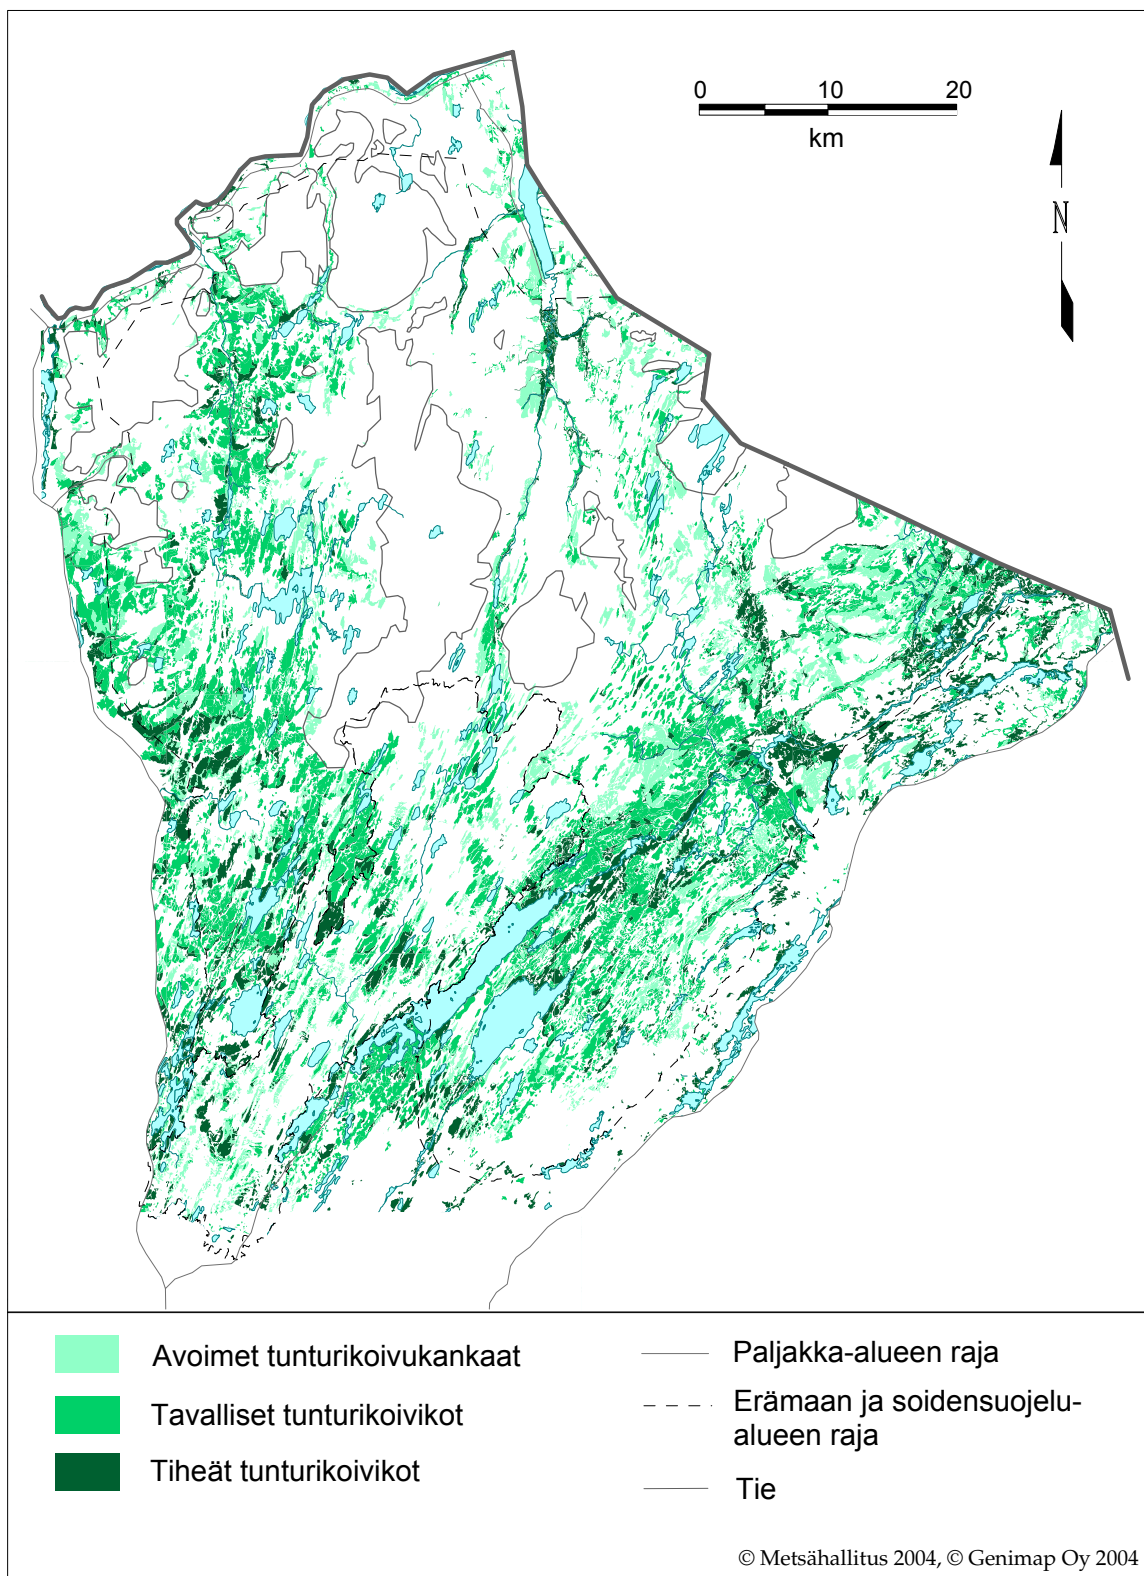 0 10 20
km
N
Avoimet tunturikoivukankaat
Tavalliset tunturikoivikot
Tiheät tunturikoivikot
Paljakka-alueen raja
Erämaan ja soidensuojelu-
alueen raja
Tie
© Metsähallitus 2004, © Genimap Oy 2004